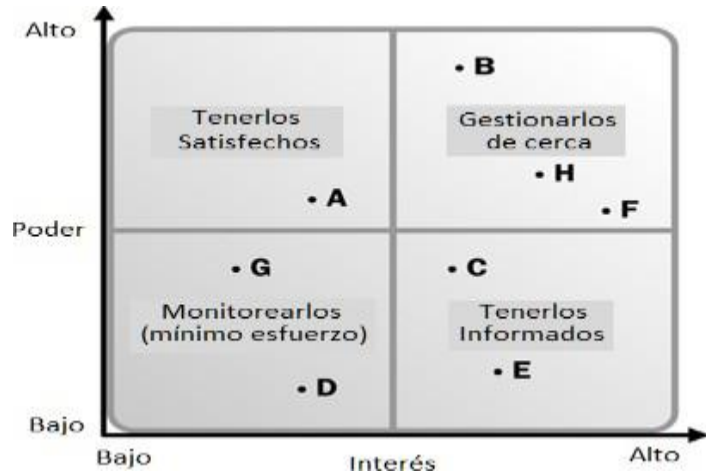 Alto
B
Tenerlos
Satisfechos
Gestionarlos
de cerca
H
A
F
Poder
G
C
Monitorearlos
(mínimo esfuerzo)
Tenerlos
Informados
E
D
Bajo
Bajo
Interés
Alto